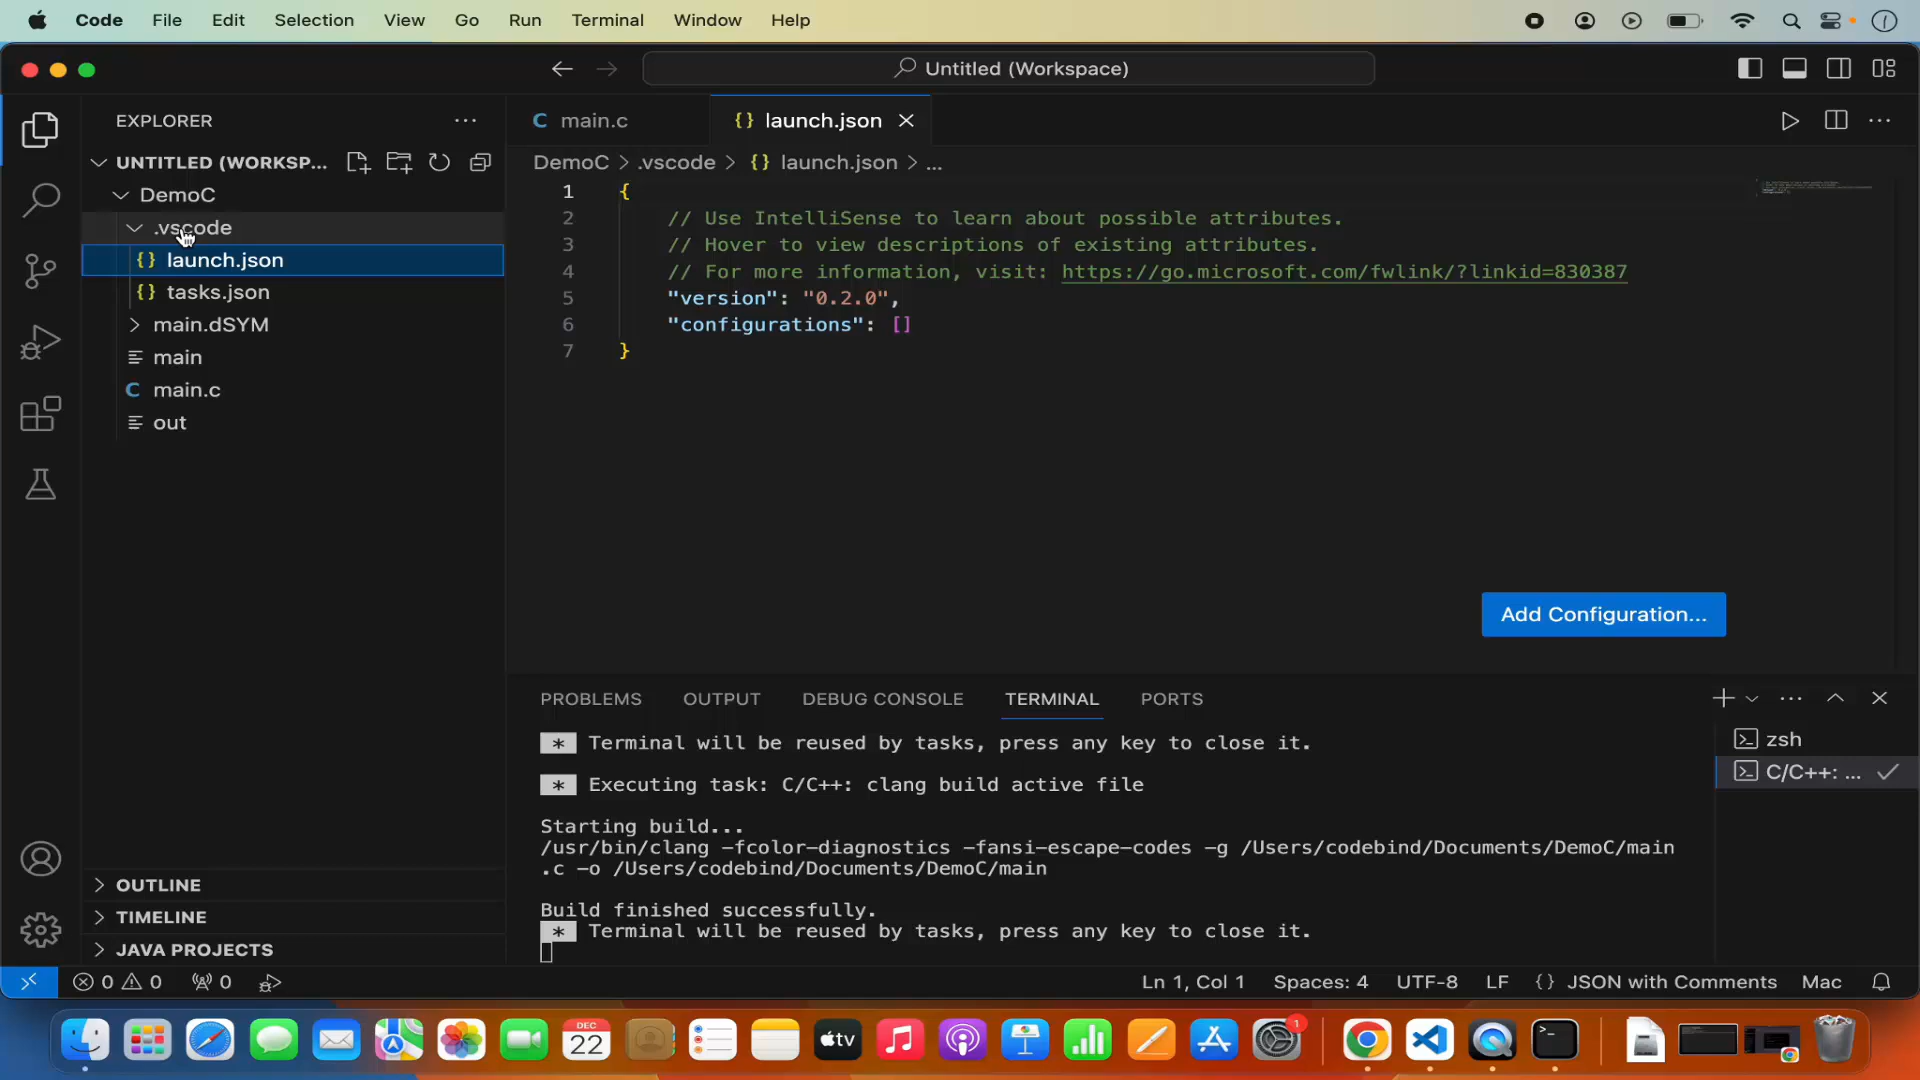 Code File Edit Selection View Go Run Terminal Window Help
Untitled (Workspace)
EXPLORER
UNTITLED (WORKSP...
DemoC
.vscode
launch.json
tasks.json
main.dSYM
main
C main.c
out
OUTLINE
TIMELINE
JAVA PROJECTS
C main.c
{} launch.json
DemoC > .vscode > {} launch.json > ...
1 {
2 // Use IntelliSense to learn about possible attributes.
3 // Hover to view descriptions of existing attributes.
4 // For more information, visit: https://go.microsoft.com/fwlink/?linkid=830387
5 "version": "0.2.0",
6 "configurations": []
7 }
Add Configuration...
PROBLEMS OUTPUT DEBUG CONSOLE TERMINAL PORTS
* Terminal will be reused by tasks, press any key to close it.
* Executing task: C/C++: clang build active file
Starting build...
/usr/bin/clang -fcolor-diagnostics -fansi-escape-codes -g /Users/codebind/Documents/DemoC/main
.c -o /Users/codebind/Documents/DemoC/main
Build finished successfully.
* Terminal will be reused by tasks, press any key to close it.
zsh
C/C++: ...
0 0 0
Ln 1, Col 1 Spaces: 4 UTF-8 LF {} JSON with Comments Mac
DEC
22
tv
1